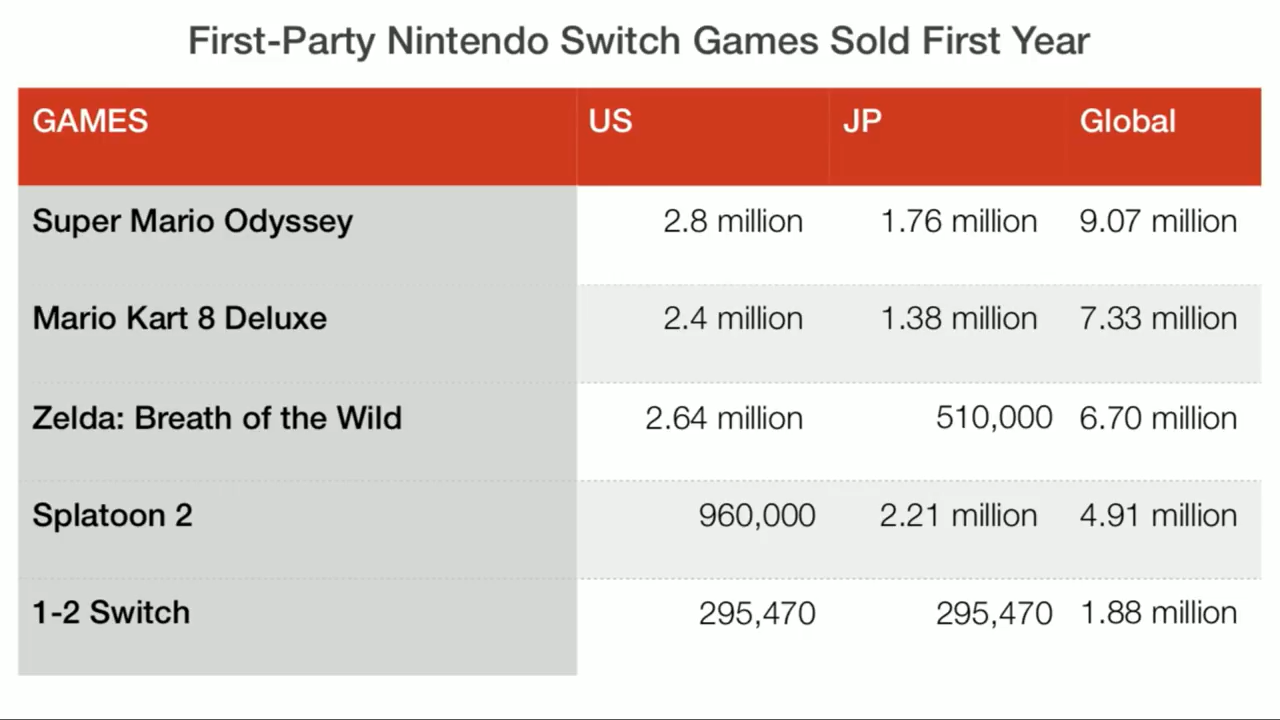 First-Party Nintendo Switch Games Sold First Year
GAMES US JP Global
Super Mario Odyssey 2.8 million 1.76 million 9.07 million
Mario Kart 8 Deluxe 2.4 million 1.38 million 7.33 million
Zelda: Breath of the Wild 2.64 million 510,000 6.70 million
Splatoon 2 960,000 2.21 million 4.91 million
1-2 Switch 295,470 295,470 1.88 million